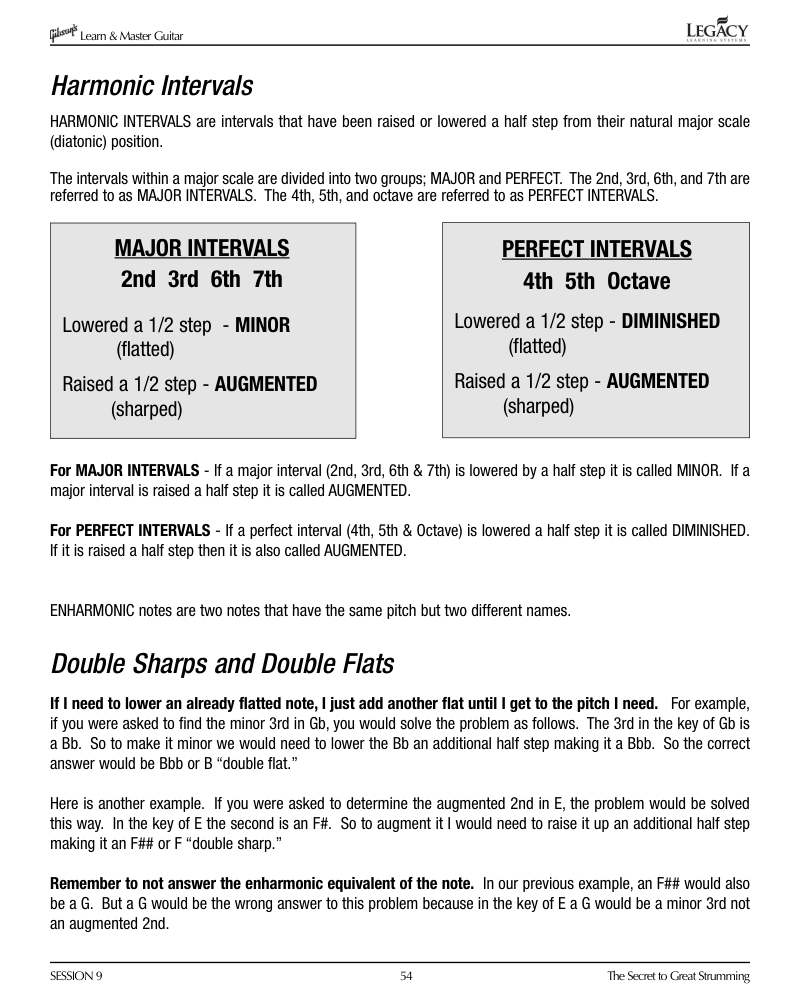 Gibson's Learn & Master Guitar
LEGACY
LEARNING SYSTEMS
Harmonic Intervals
HARMONIC INTERVALS are intervals that have been raised or lowered a half step from their natural major scale
(diatonic) position.
The intervals within a major scale are divided into two groups; MAJOR and PERFECT. The 2nd, 3rd, 6th, and 7th are
referred to as MAJOR INTERVALS. The 4th, 5th, and octave are referred to as PERFECT INTERVALS.
MAJOR INTERVALS
2nd 3rd 6th 7th
Lowered a 1/2 step - MINOR
(flatted)
Raised a 1/2 step - AUGMENTED
(sharped)
PERFECT INTERVALS
4th 5th Octave
Lowered a 1/2 step - DIMINISHED
(flatted)
Raised a 1/2 step - AUGMENTED
(sharped)
For MAJOR INTERVALS - If a major interval (2nd, 3rd, 6th & 7th) is lowered by a half step it is called MINOR. If a
major interval is raised a half step it is called AUGMENTED.
For PERFECT INTERVALS - If a perfect interval (4th, 5th & Octave) is lowered a half step it is called DIMINISHED.
If it is raised a half step then it is also called AUGMENTED.
ENHARMONIC notes are two notes that have the same pitch but two different names.
Double Sharps and Double Flats
If I need to lower an already flatted note, I just add another flat until I get to the pitch I need. For example,
if you were asked to find the minor 3rd in Gb, you would solve the problem as follows. The 3rd in the key of Gb is
a Bb. So to make it minor we would need to lower the Bb an additional half step making it a Bbb. So the correct
answer would be Bbb or B “double flat.”
Here is another example. If you were asked to determine the augmented 2nd in E, the problem would be solved
this way. In the key of E the second is an F#. So to augment it I would need to raise it up an additional half step
making it an F## or F “double sharp.”
Remember to not answer the enharmonic equivalent of the note. In our previous example, an F## would also
be a G. But a G would be the wrong answer to this problem because in the key of E a G would be a minor 3rd not
an augmented 2nd.
SESSION 9
54
The Secret to Great Strumming